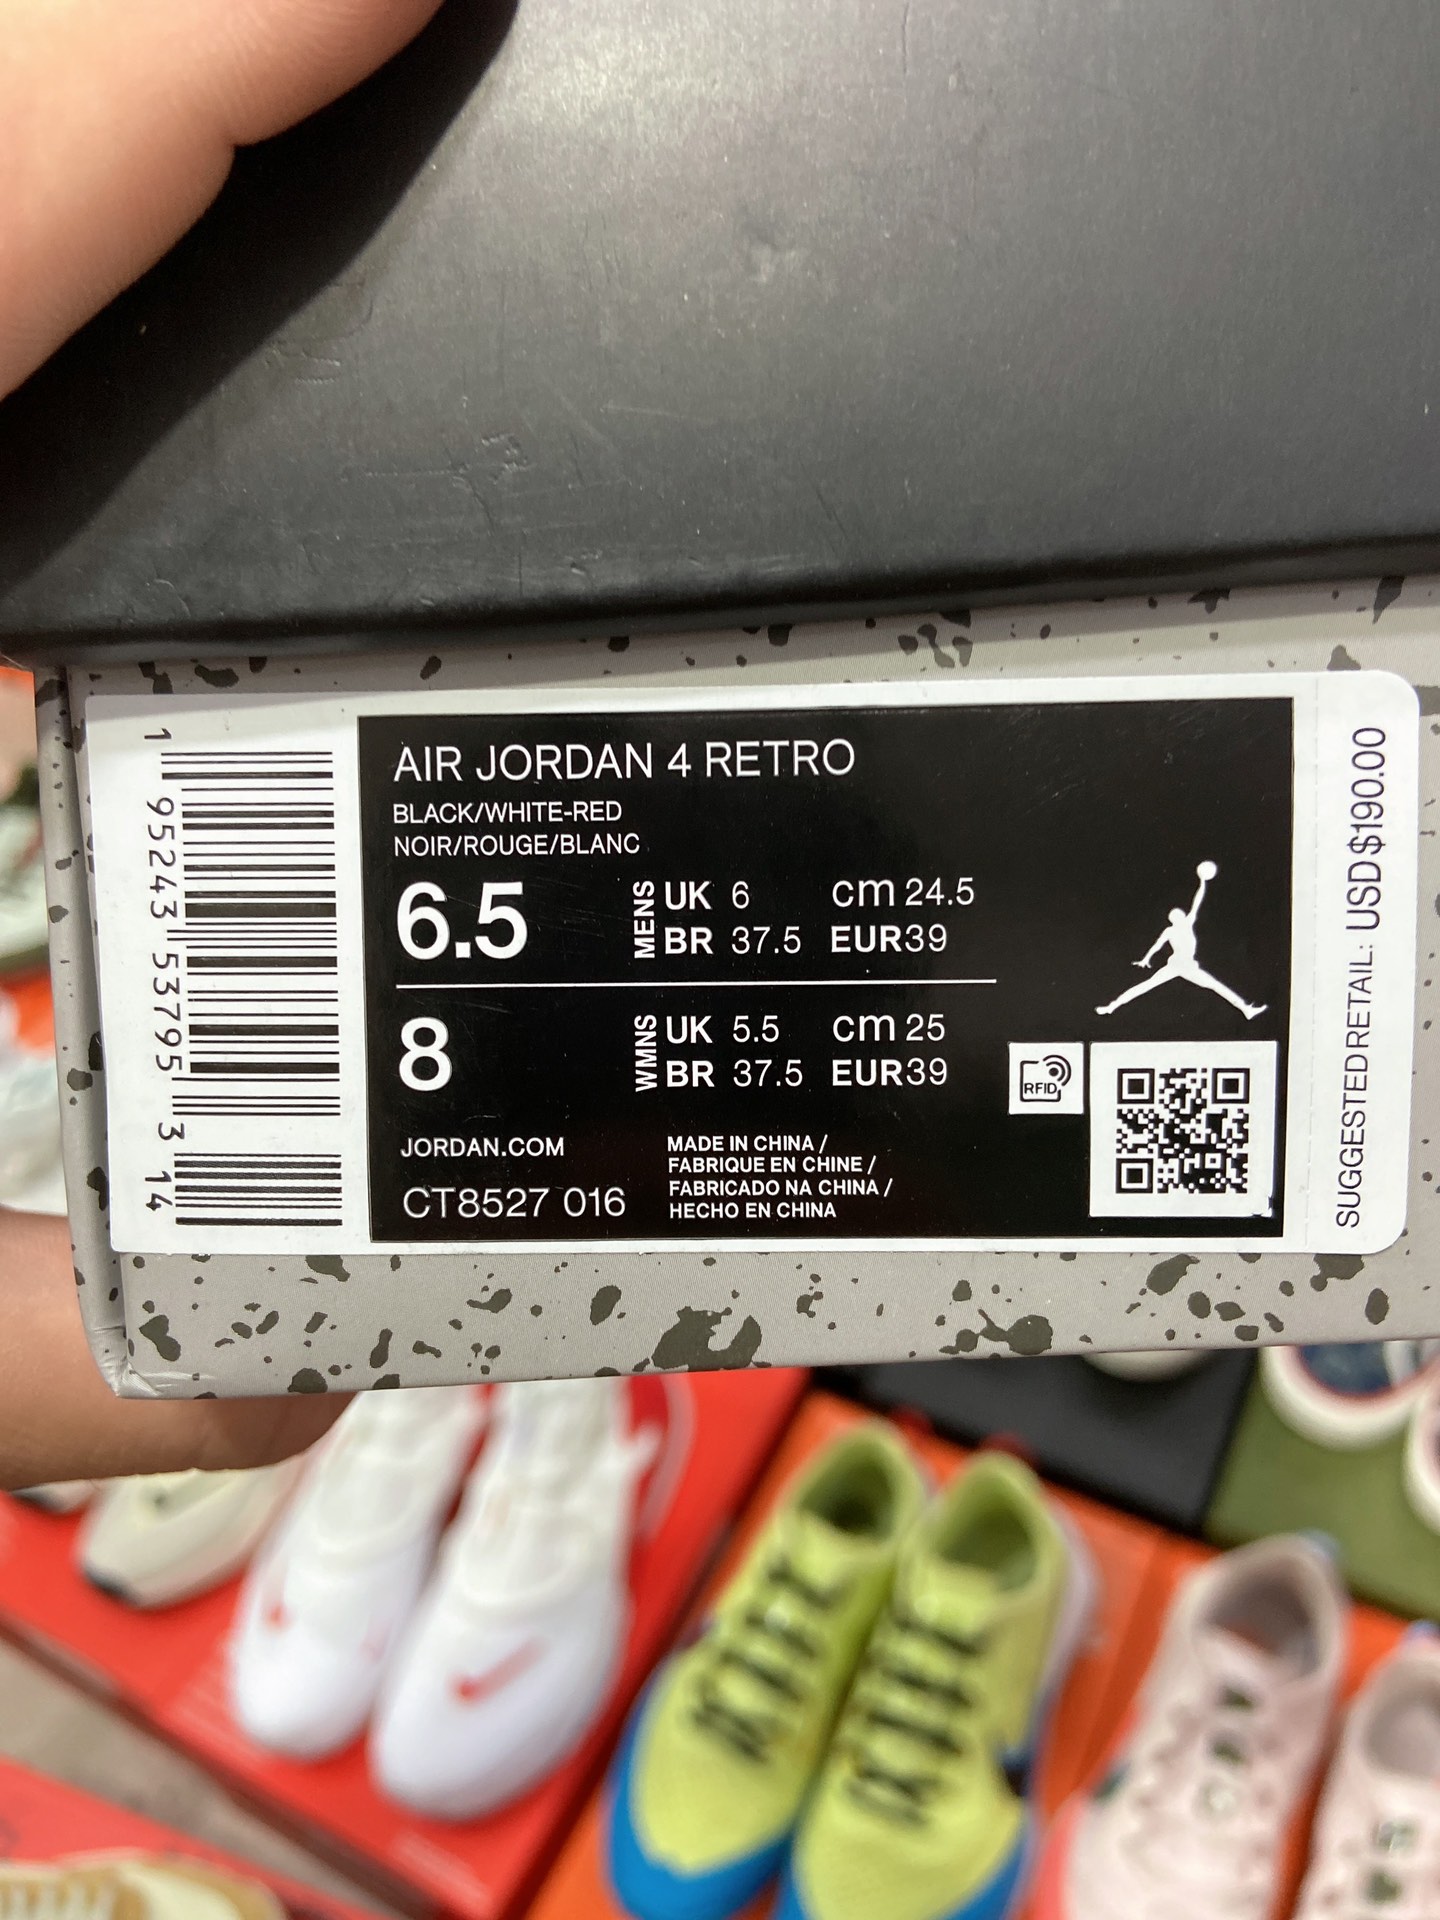 1 95243 53795 3 14
AIR JORDAN 4 RETRO
BLACK/WHITE-RED
NOIR/ROUGE/BLANC
6.5 MENS UK 6 cm 24.5
BR 37.5 EUR39
8 WMNS UK 5.5 cm 25
BR 37.5 EUR39
RFID
JORDAN.COM
CT8527 016
MADE IN CHINA /
FABRIQUE EN CHINE /
FABRICADO NA CHINA /
HECHO EN CHINA
SUGGESTED RETAIL: USD$190.00